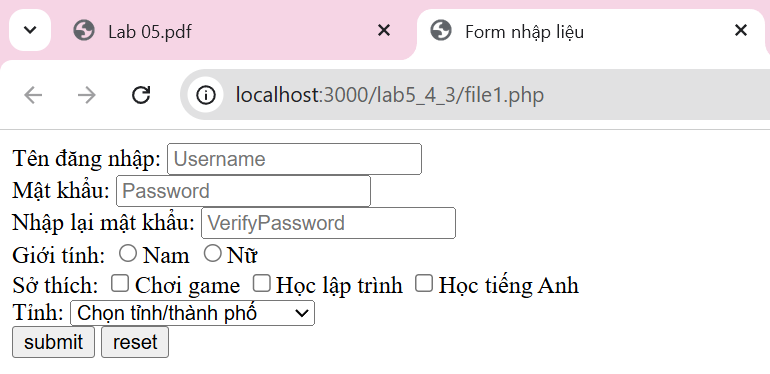 Lab 05.pdf
Form nhập liệu
localhost:3000/lab5_4_3/file1.php
Tên đăng nhập: Username
Mật khẩu: Password
Nhập lại mật khẩu: VerifyPassword
Giới tính: Nam Nữ
Sở thích: Chơi game Học lập trình Học tiếng Anh
Tỉnh: Chọn tỉnh/thành phố
submit reset